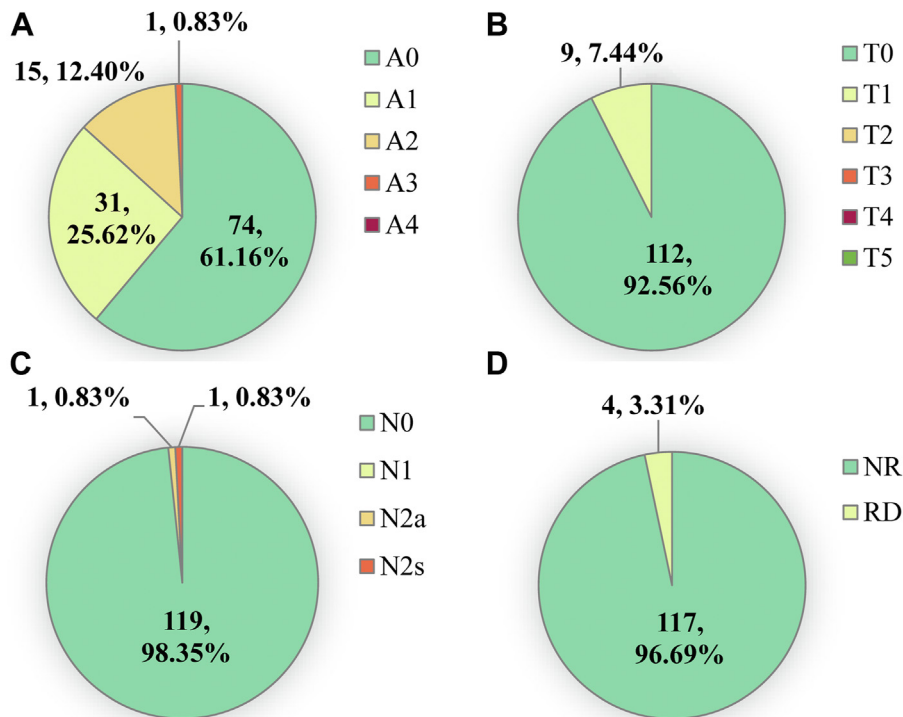 A
1, 0.83%
15, 12.40%
31,
25.62%
74,
61.16%
A0
A1
A2
A3
A4
B
9, 7.44%
112,
92.56%
T0
T1
T2
T3
T4
T5
C
1, 0.83%
1, 0.83%
119,
98.35%
N0
N1
N2a
N2s
D
4, 3.31%
117,
96.69%
NR
RD